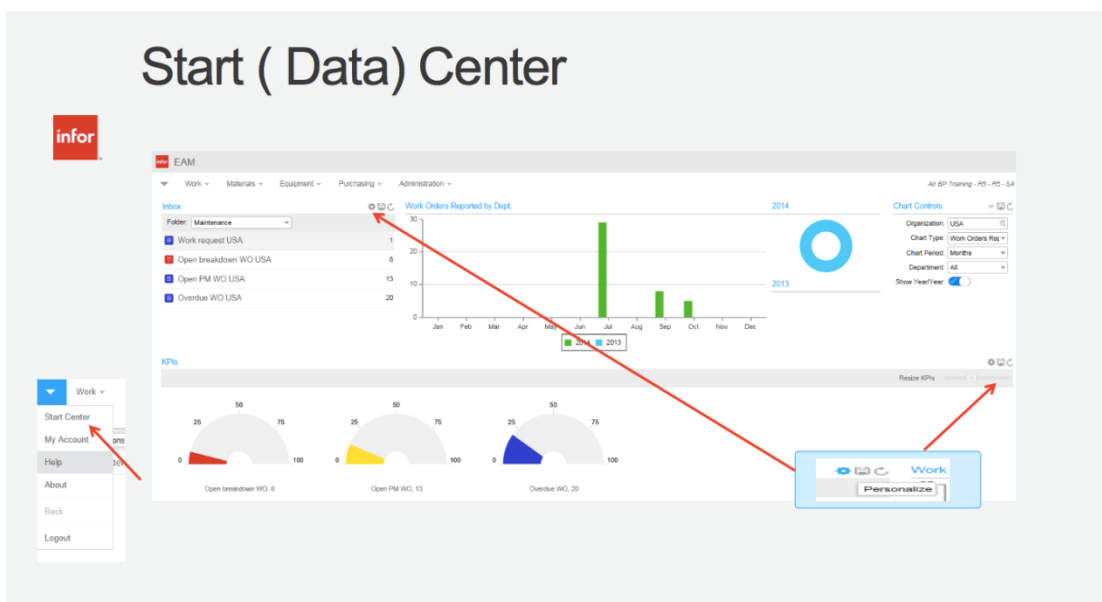 Start ( Data) Center
infor
infor EAM
Work Materials Equipment Purchasing Administration
Air BP Training - R5 - R5 - SA
Inbox
Folder: Maintenance
Work request USA 1
Open breakdown WO USA 8
Open PM WO USA 13
Overdue WO USA 20
Work Orders Reported by Dept.
30
20
10
0
Jan Feb Mar Apr May Jun Jul Aug Sep Oct Nov Dec
2014 2013
2014
2013
Chart Controls
Organization: USA
Chart Type: Work Orders Rep
Chart Period: Months
Department: All
Show Year/Year:
KPIs
Resize KPIs
0 25 50 75 100
Open breakdown WO, 8
0 25 50 75 100
Open PM WO, 13
0 25 50 75 100
Overdue WO, 20
Work
Start Center
My Account
Help
About
Back
Logout
Work
Personalize